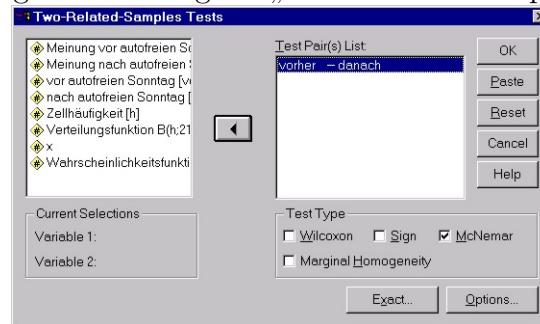 Two-Related-Samples Tests
Meinung vor autofreien So
Meinung nach autofreien
vor autofreien Sonntag [v
nach autofreien Sonntag [
Zellhäufigkeit [h]
Verteilungsfunktion B(h;21
x
Wahrscheinlichkeitsfunkti
Test Pair(s) List:
vorher – danach
OK
Paste
Reset
Cancel
Help
Current Selections
Variable 1:
Variable 2:
Test Type
Wilcoxon Sign McNemar
Marginal Homogeneity
Exact... Options...